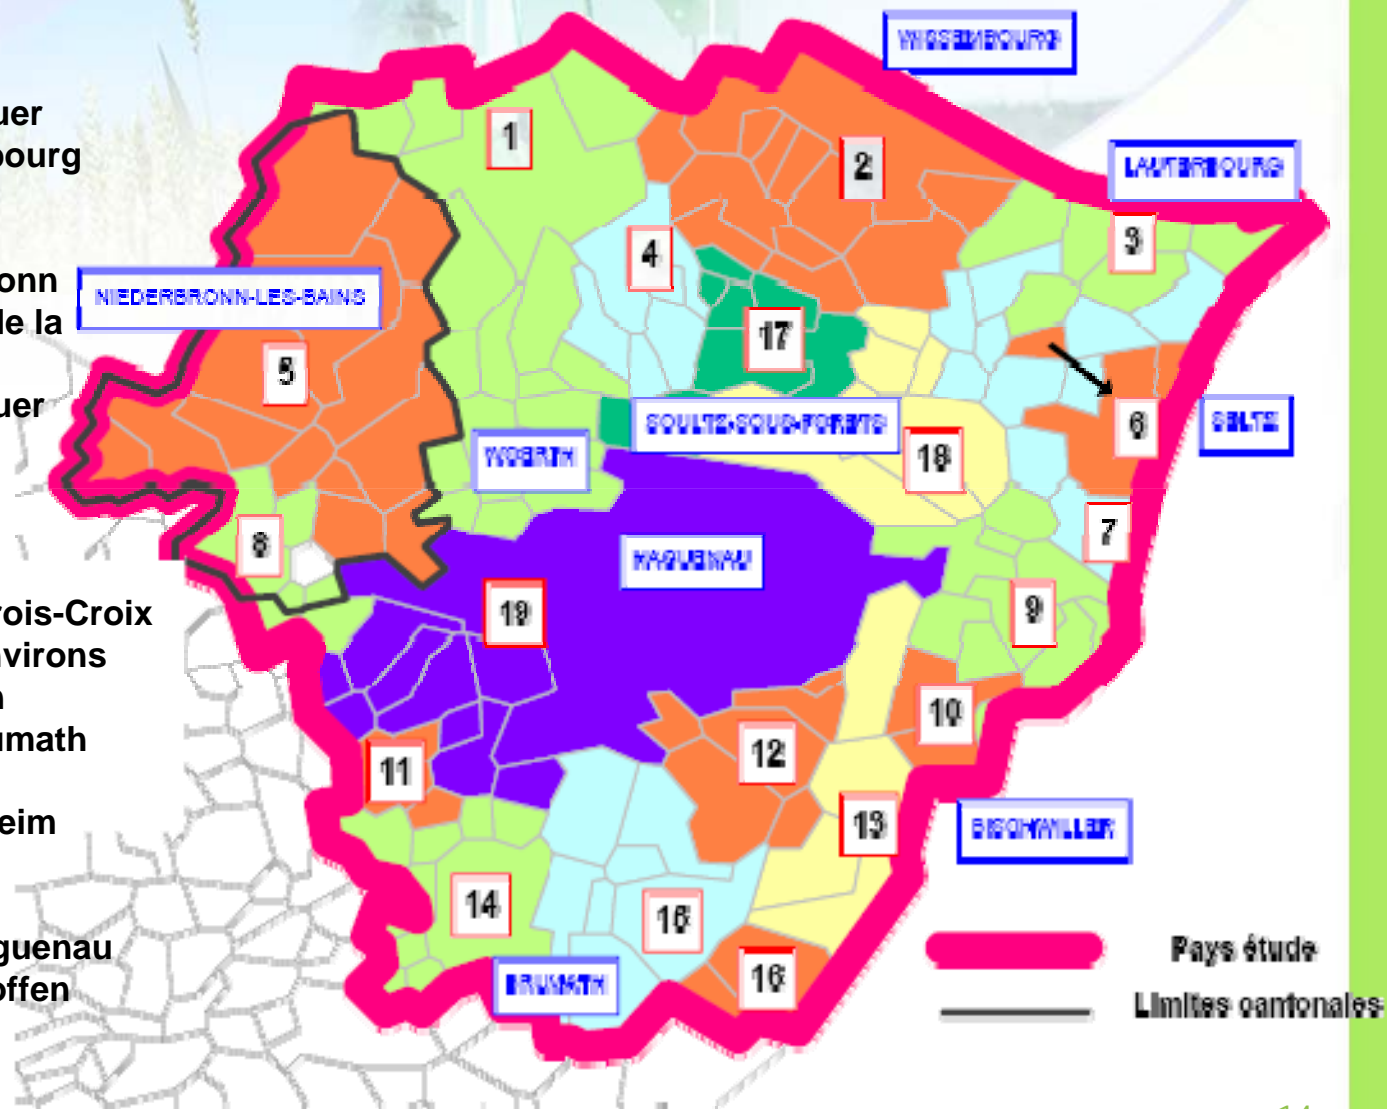 uer
bourg
onn
de la
uer
rois-Croix
nvirons
n
umath
eim
guenau
offen
WISSEMBOURG
LAUTERBOURG
NIEDERBRONN-LES-BAINS
SOULTZ-SOUS-FORETS
WOERTH
SELTZ
HAGUENAU
BISCHWILLER
BRUMATH
1
2
3
4
5
6
7
8
9
10
11
12
13
14
16
17
18
19
Pays étude
Limites cantonales